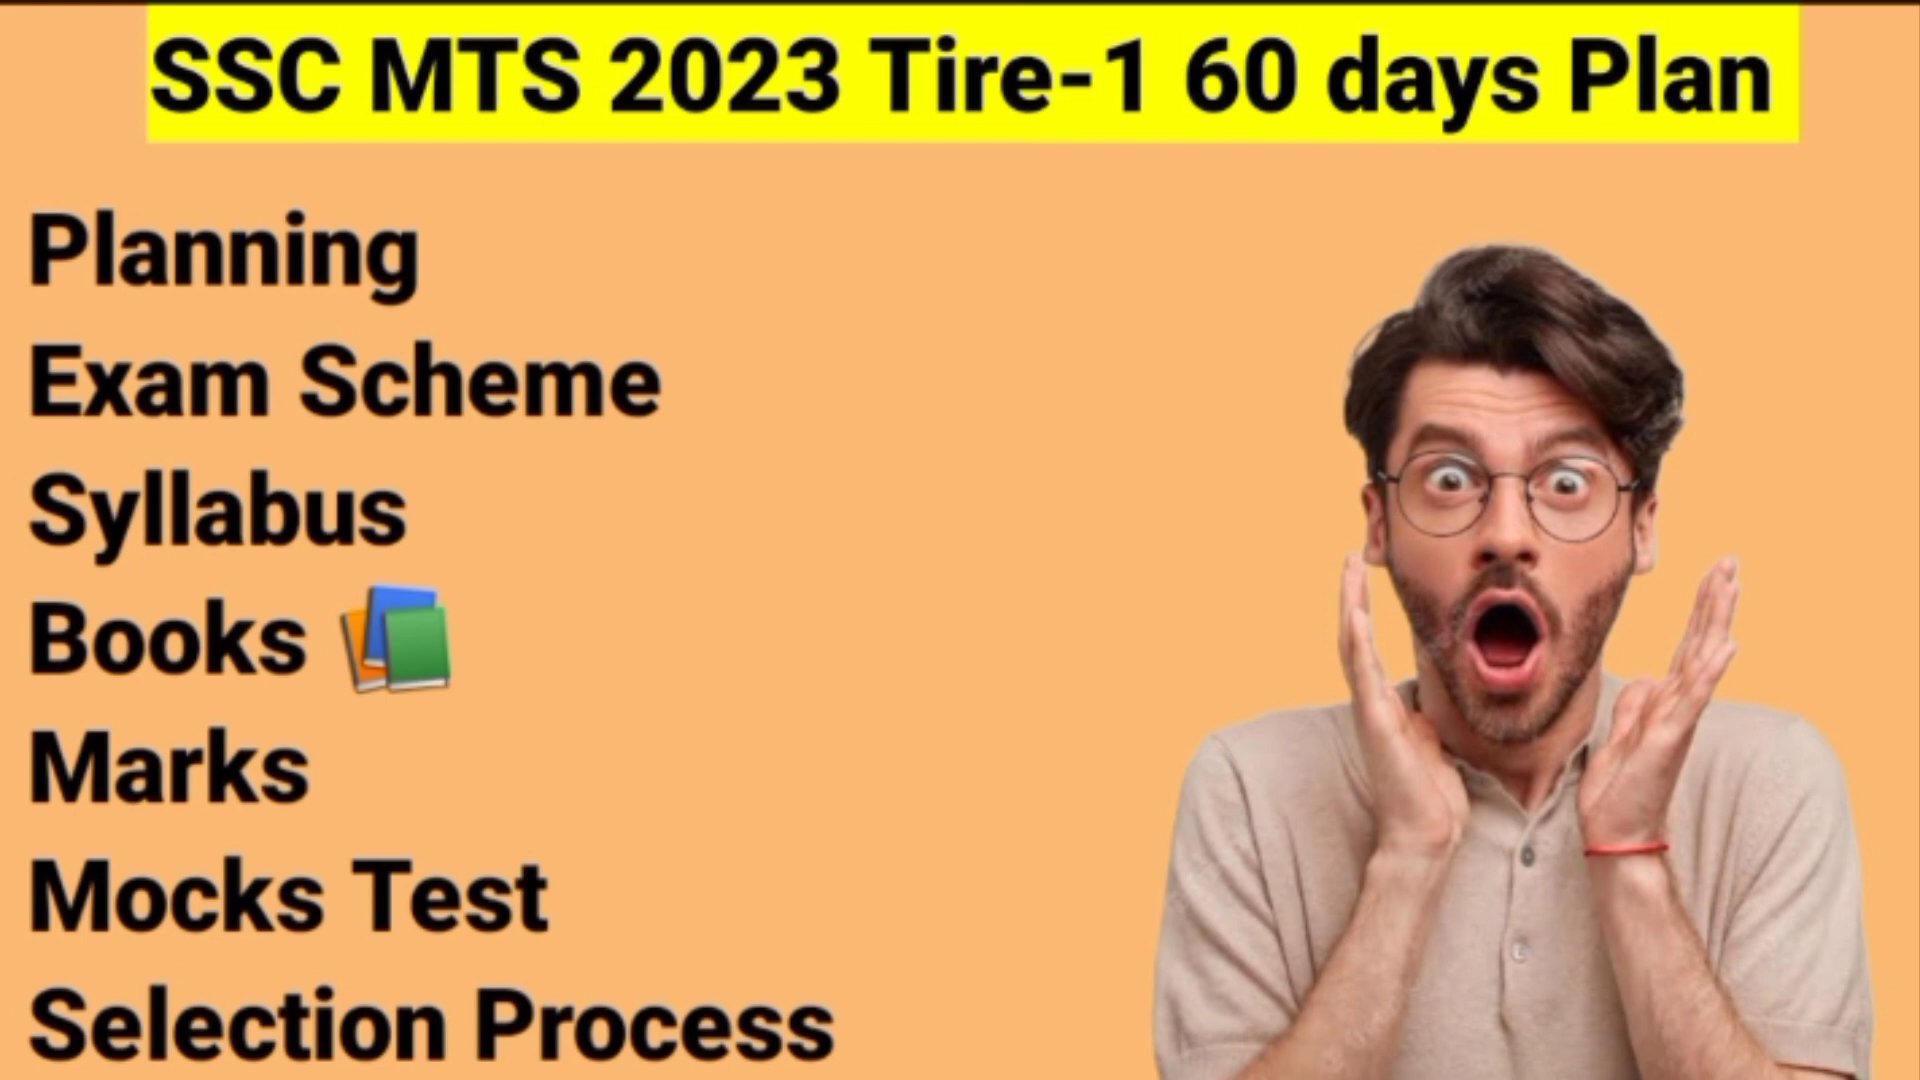 SSC MTS 2023 Tire-1 60 days Plan
Planning
Exam Scheme
Syllabus
Books 📚
Marks
Mocks Test
Selection Process